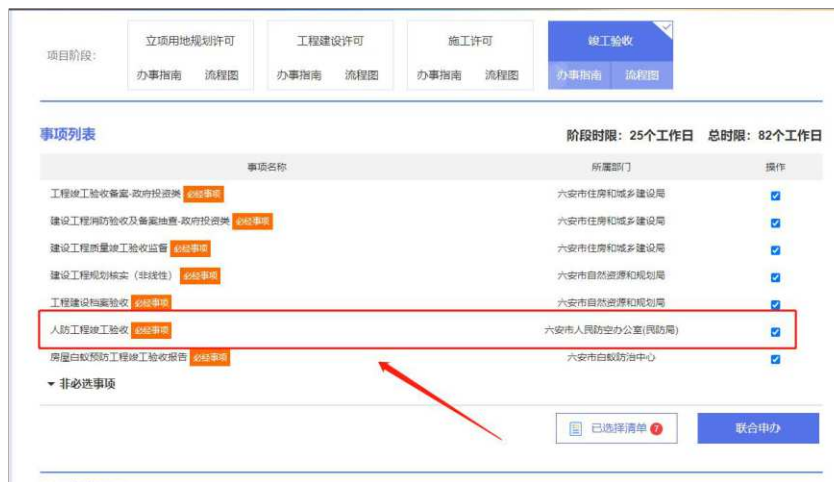 项目阶段:
立项用地规划许可 工程建设许可 施工许可 竣工验收
办事指南 流程图 办事指南 流程图 办事指南 流程图 办事指南 流程图
事项列表 阶段时限：25个工作日 总时限：82个工作日
事项名称 所属部门 操作
工程竣工验收备案-政府投资类 必经事项 六安市住房和城乡建设局
建设工程消防验收及备案抽查-政府投资类 必经事项 六安市住房和城乡建设局
建设工程质量竣工验收监督 必经事项 六安市住房和城乡建设局
建设工程规划核实（非线性） 必经事项 六安市自然资源和规划局
工程建设档案验收 必经事项 六安市自然资源和规划局
人防工程竣工验收 必经事项 六安市人民防空办公室(民防局)
房屋白蚁预防工程竣工验收报告 必经事项 六安市白蚁防治中心
非必选事项
已选择清单 7 联合申办